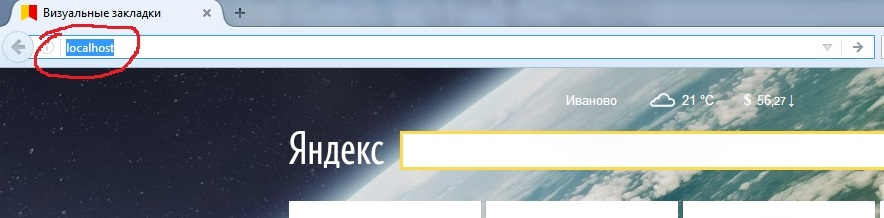 Визуальные закладки
localhost
Иваново 21 °C $ 56,27↓
Яндекс